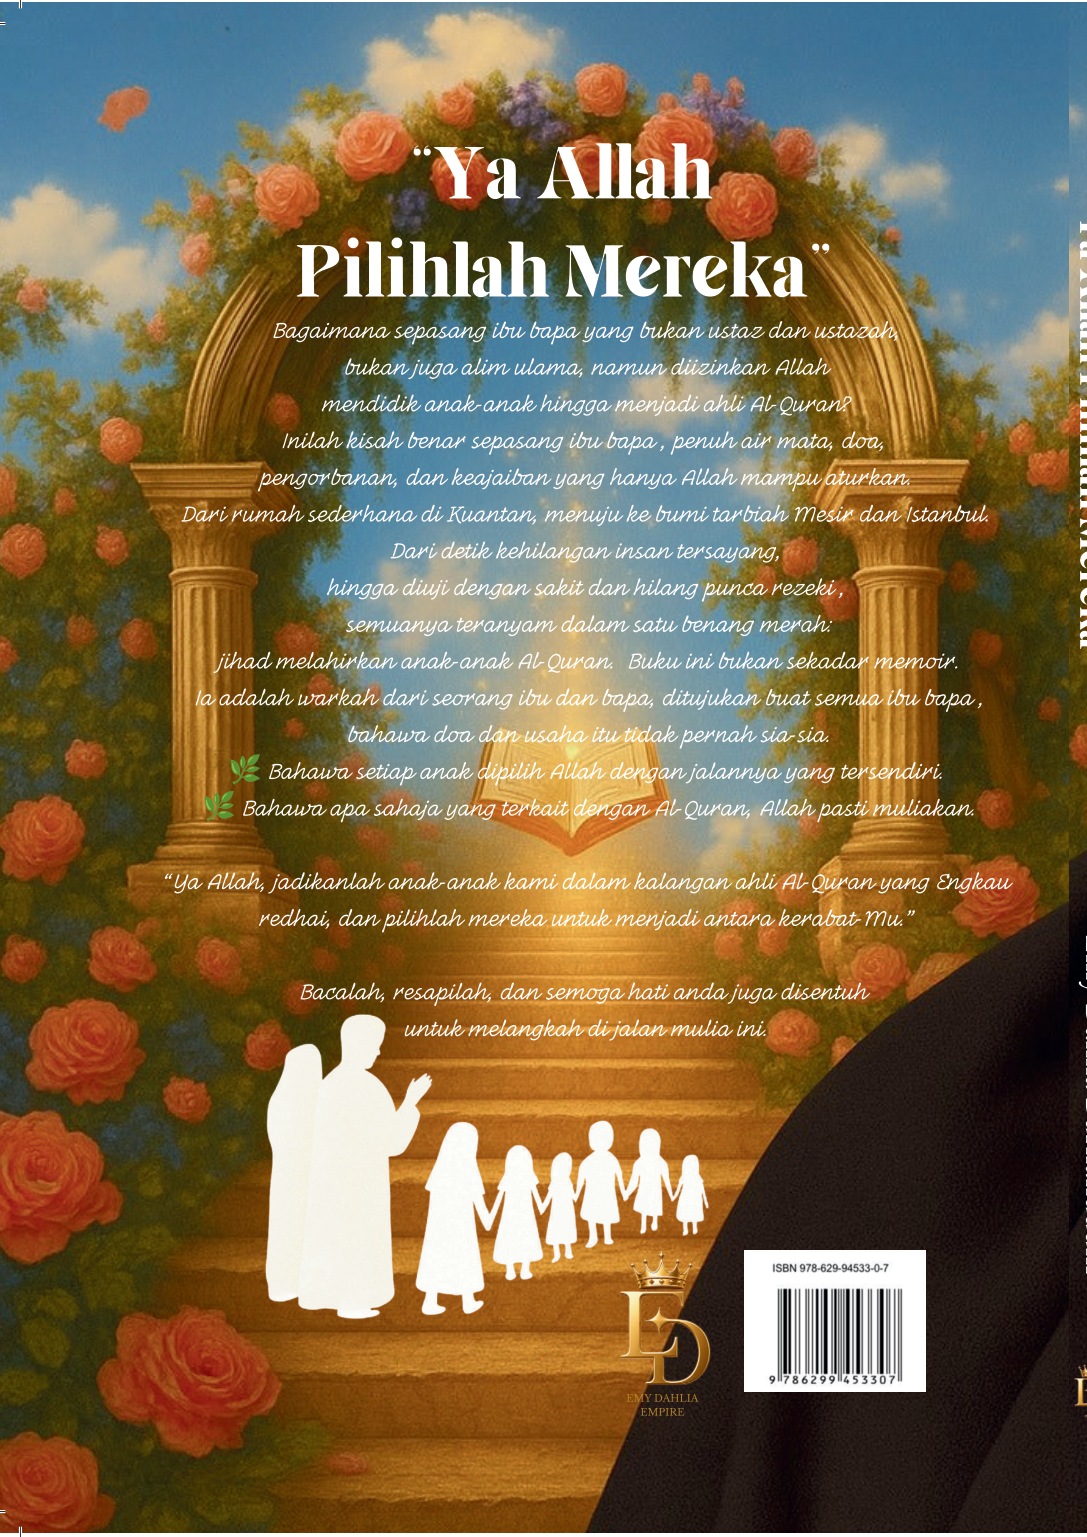 “Ya Allah
Pilihlah Mereka”
Bagaimana sepasang ibu bapa yang bukan ustaz dan ustazah,
bukan juga alim ulama, namun diizinkan Allah
mendidik anak-anak hingga menjadi ahli Al-Quran?
Inilah kisah benar sepasang ibu bapa , penuh air mata, doa,
pengorbanan, dan keajaiban yang hanya Allah mampu aturkan.
Dari rumah sederhana di Kuantan, menuju ke bumi tarbiah Mesir dan Istanbul.
Dari detik kehilangan insan tersayang,
hingga diuji dengan sakit dan hilang punca rezeki ,
semuanya teranyam dalam satu benang merah:
jihad melahirkan anak-anak Al-Quran. Buku ini bukan sekadar memoir.
Ia adalah warkah dari seorang ibu dan bapa, ditujukan buat semua ibu bapa ,
bahawa doa dan usaha itu tidak pernah sia-sia.
🌿 Bahawa setiap anak dipilih Allah dengan jalannya yang tersendiri.
🌿 Bahawa apa sahaja yang terkait dengan Al-Quran, Allah pasti muliakan.
“Ya Allah, jadikanlah anak-anak kami dalam kalangan ahli Al-Quran yang Engkau
redhai, dan pilihlah mereka untuk menjadi antara kerabat-Mu.”
Bacalah, resapilah, dan semoga hati anda juga disentuh
untuk melangkah di jalan mulia ini.
ED
EMY DAHLIA
EMPIRE
ISBN 978-629-94533-0-7
9 786299 453307